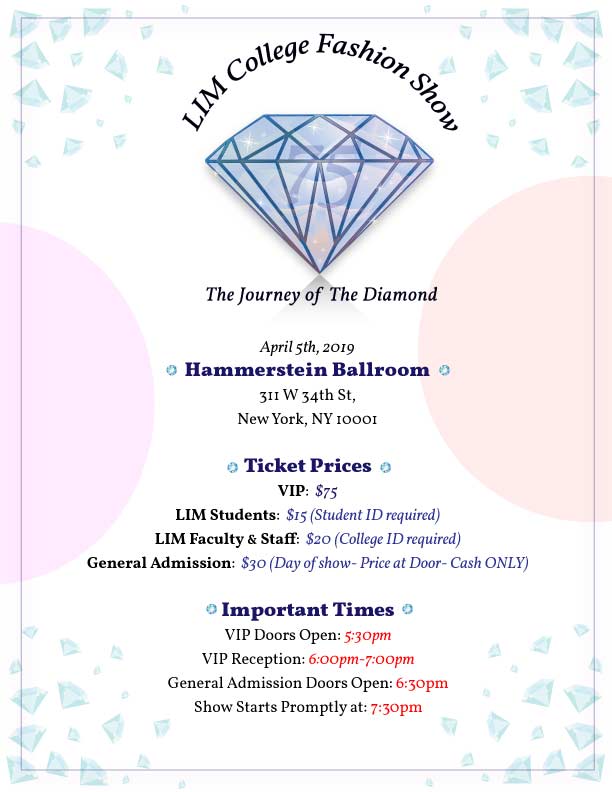 LIM College Fashion Show
75
The Journey of The Diamond
April 5th, 2019
Hammerstein Ballroom
311 W 34th St,
New York, NY 10001
Ticket Prices
VIP: $75
LIM Students: $15 (Student ID required)
LIM Faculty & Staff: $20 (College ID required)
General Admission: $30 (Day of show- Price at Door- Cash ONLY)
Important Times
VIP Doors Open: 5:30pm
VIP Reception: 6:00pm-7:00pm
General Admission Doors Open: 6:30pm
Show Starts Promptly at: 7:30pm